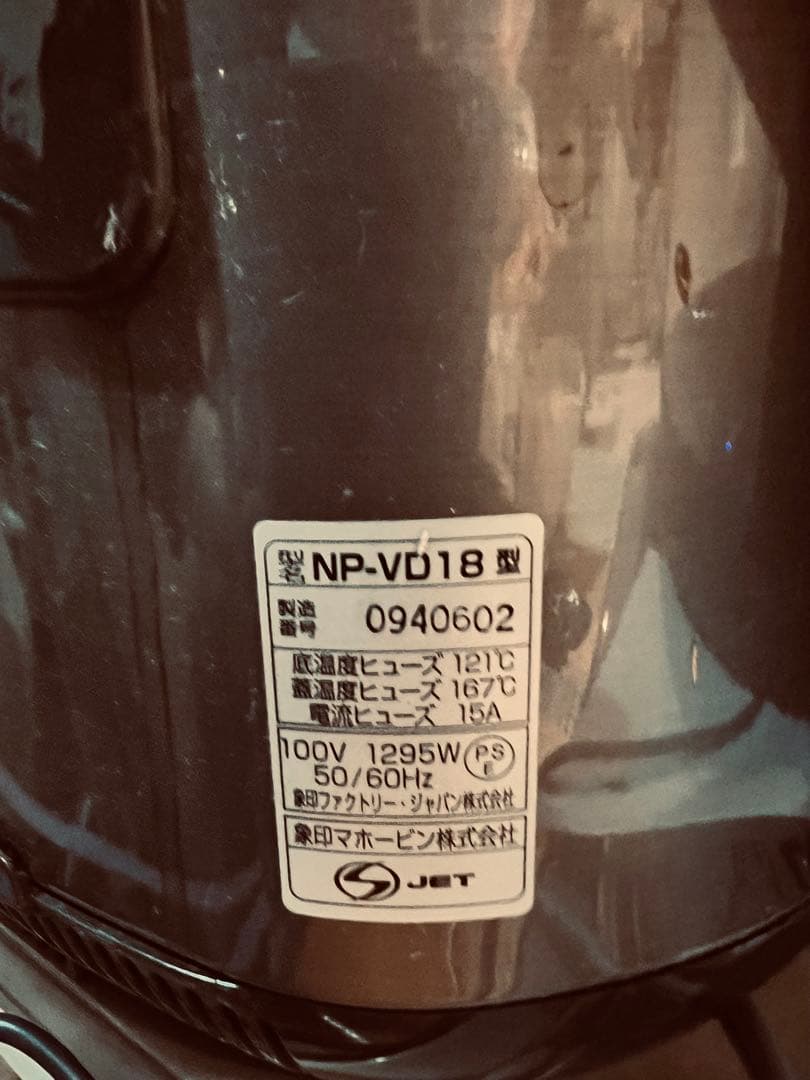 型名 NP-VD18 型
製造番号 0940602
底温度ヒューズ 121℃
蓋温度ヒューズ 167℃
電流ヒューズ 15A
100V 1295W PSE
50/60Hz
象印ファクトリー・ジャパン株式会社
象印マホービン株式会社
S JET